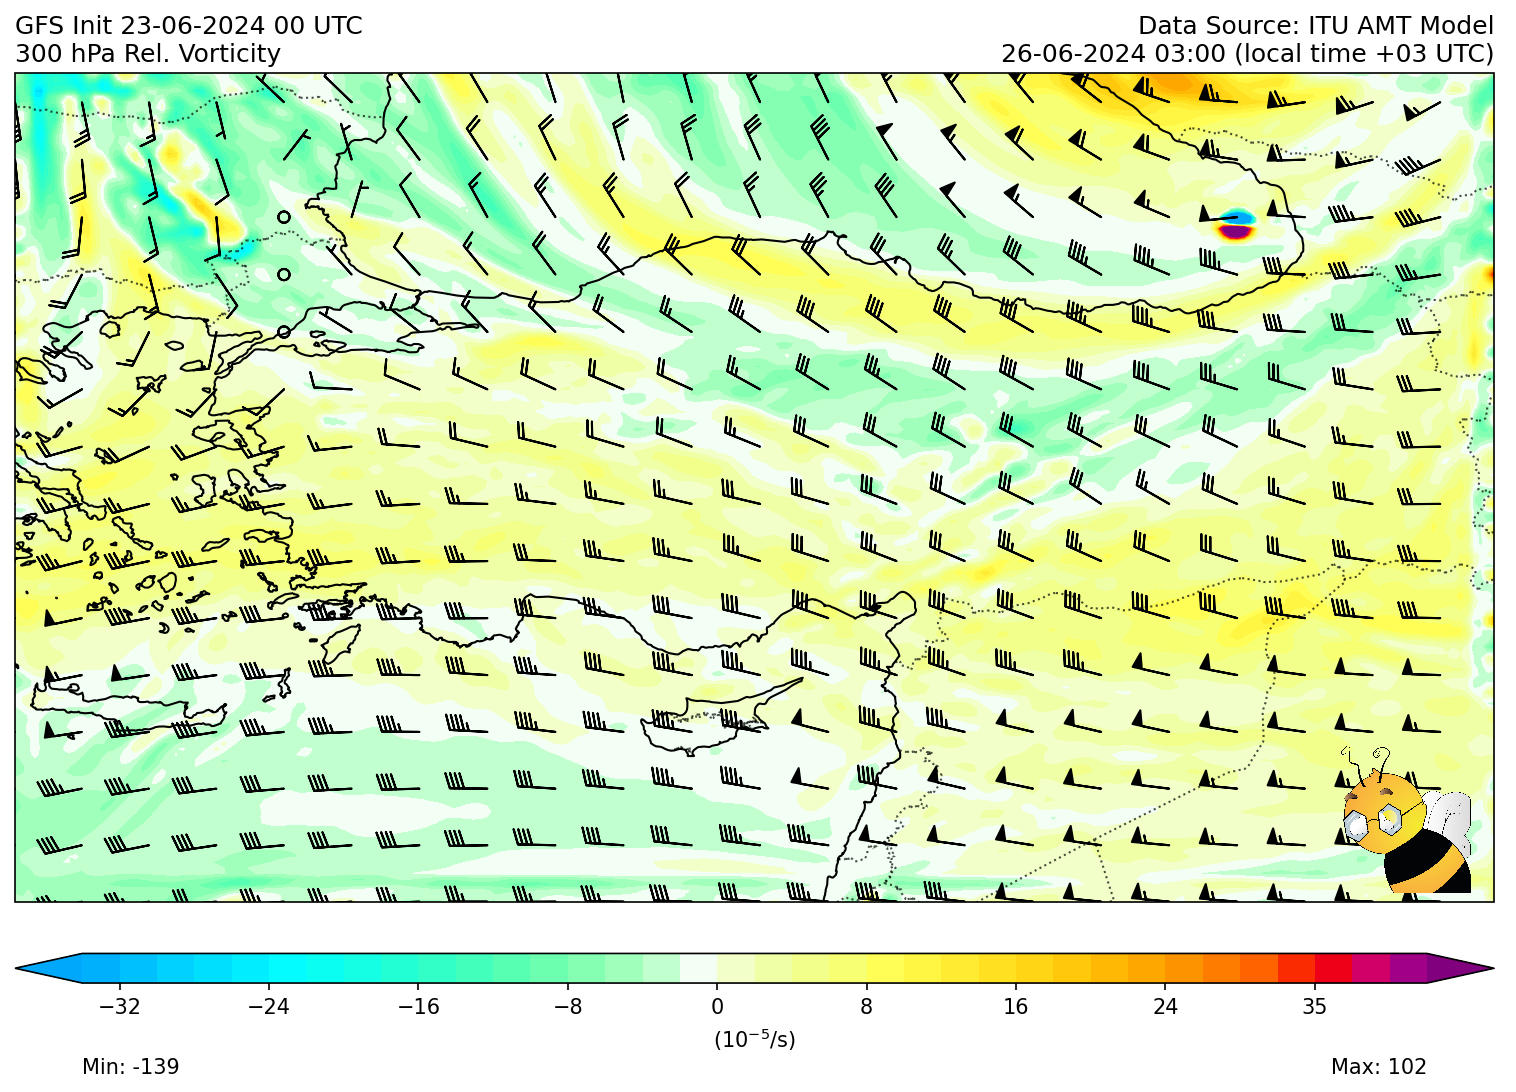 GFS Init 23-06-2024 00 UTC
Data Source: ITU AMT Model
300 hPa Rel. Vorticity
26-06-2024 03:00 (local time +03 UTC)
−32 −24 −16 −8 0 8 16 24 35
(10⁻⁵/s)
Min: -139
Max: 102